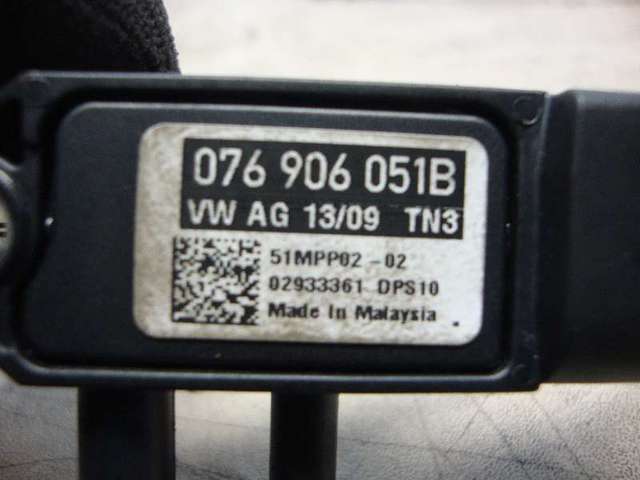 076 906 051B
VW AG 13/09 TN3
51MPP02-02
02933361 DPS10
Made In Malaysia